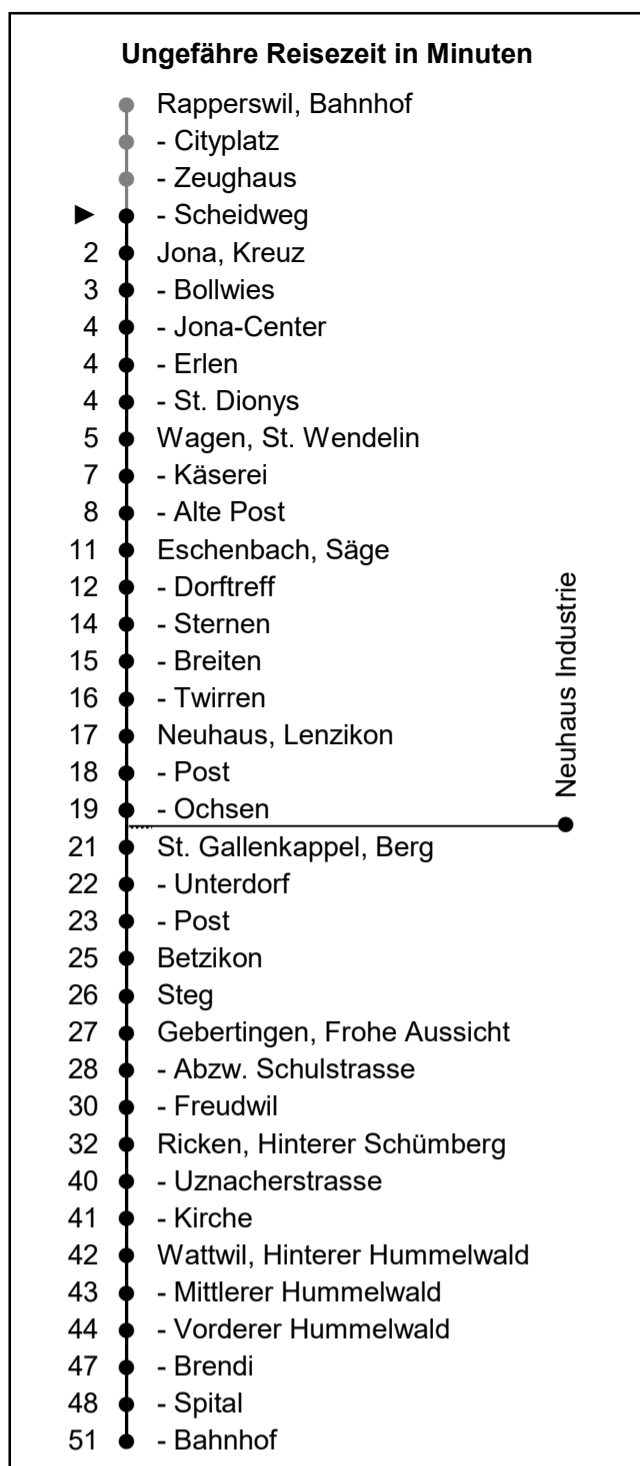 Ungefähre Reisezeit in Minuten
Rapperswil, Bahnhof
- Cityplatz
- Zeughaus
- Scheidweg
2 Jona, Kreuz
3 - Bollwies
4 - Jona-Center
4 - Erlen
4 - St. Dionys
5 Wagen, St. Wendelin
7 - Käserei
8 - Alte Post
11 Eschenbach, Säge
12 - Dorftreff
14 - Sternen
15 - Breiten
16 - Twirren
17 Neuhaus, Lenzikon
18 - Post
19 - Ochsen
Neuhaus Industrie
21 St. Gallenkappel, Berg
22 - Unterdorf
23 - Post
25 Betzikon
26 Steg
27 Gebertingen, Frohe Aussicht
28 - Abzw. Schulstrasse
30 - Freudwil
32 Ricken, Hinterer Schümberg
40 - Uznacherstrasse
41 - Kirche
42 Wattwil, Hinterer Hummelwald
43 - Mittlerer Hummelwald
44 - Vorderer Hummelwald
47 - Brendi
48 - Spital
51 - Bahnhof